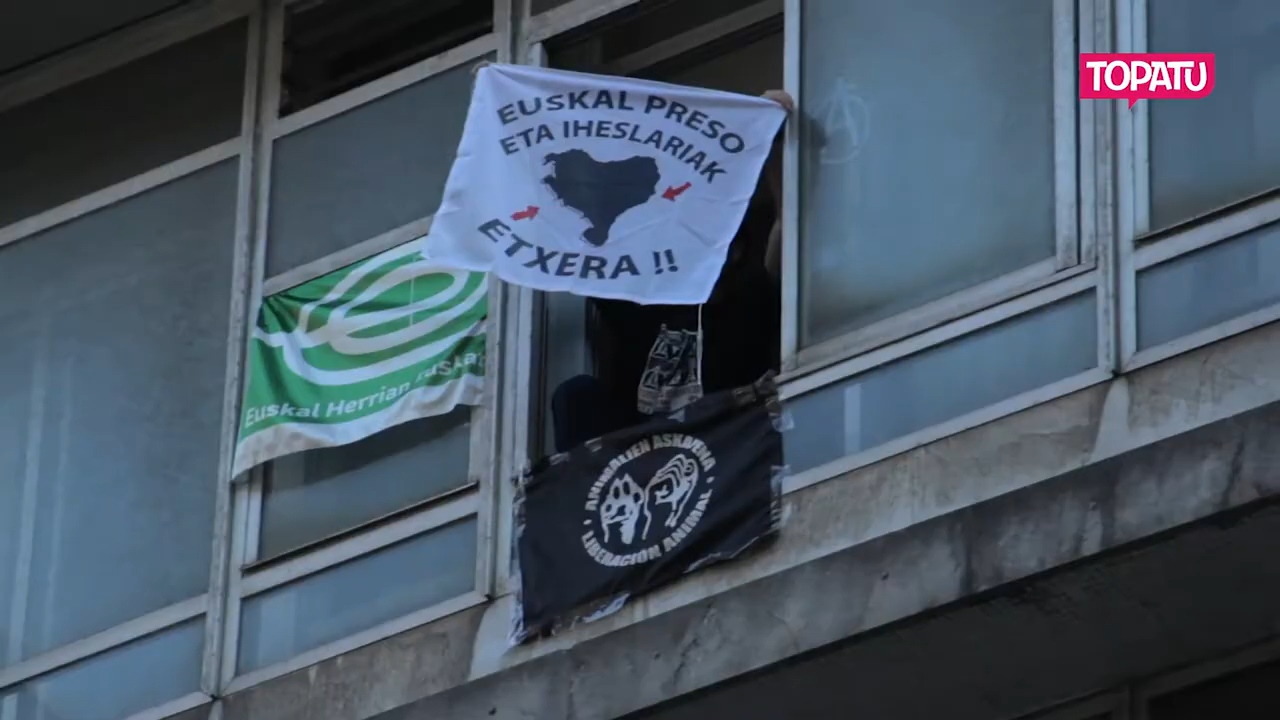 TOPATU
EUSKAL PRESO
ETA IHESLARIAK
ETXERA !!
Euskal Herrian
ANIMALIEN ASKAPENA
LIBERACIÓN ANIMAL